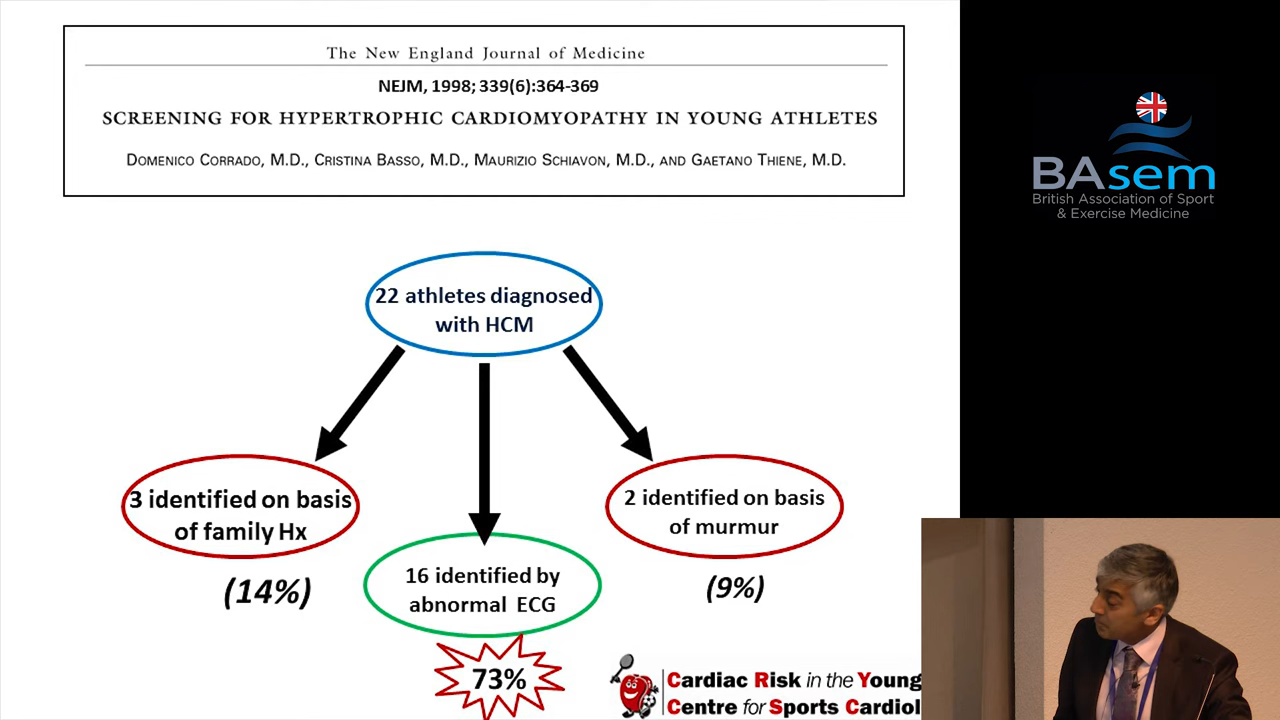 The New England Journal of Medicine
NEJM, 1998; 339(6):364-369
SCREENING FOR HYPERTROPHIC CARDIOMYOPATHY IN YOUNG ATHLETES
DOMENICO CORRADO, M.D., CRISTINA BASSO, M.D., MAURIZIO SCHIAVON, M.D., AND GAETANO THIENE, M.D.
BAsem
British Association of Sport
& Exercise Medicine
22 athletes diagnosed
with HCM
3 identified on basis
of family Hx
(14%)
16 identified by
abnormal ECG
73%
2 identified on basis
of murmur
(9%)
Cardiac Risk in the Young
Centre for Sports Cardiol